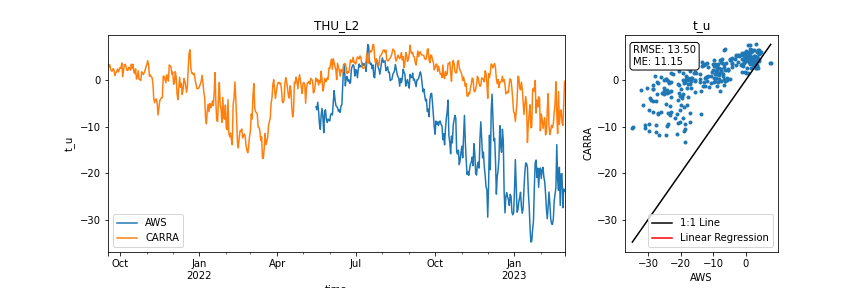 THU_L2
t_u
0
−10
−20
−30
AWS
CARRA
Oct
Jan
2022
Apr
Jul
Oct
Jan
2023
time
t_u
RMSE: 13.50
ME: 11.15
CARRA
0
−10
−20
−30
1:1 Line
Linear Regression
−30
−20
−10
0
AWS